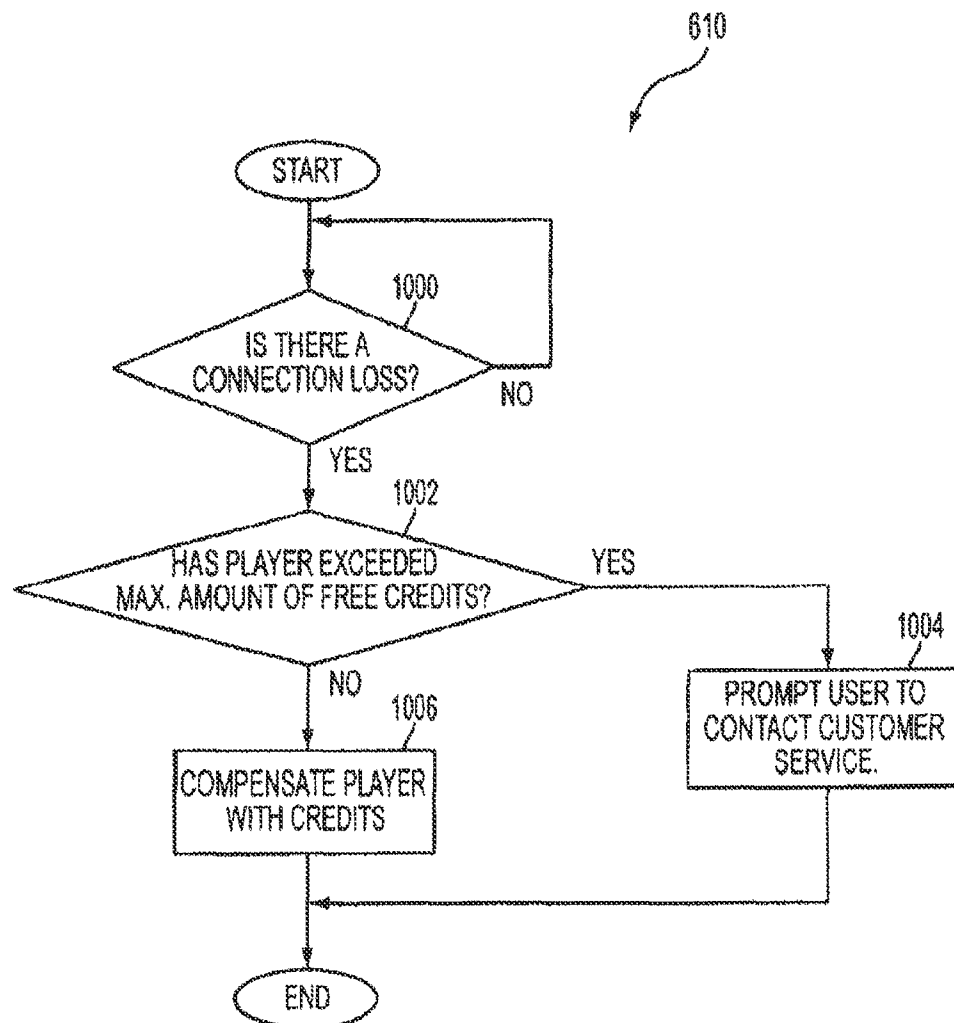 610
START
1000
IS THERE A
CONNECTION LOSS?
NO
YES
1002
HAS PLAYER EXCEEDED
MAX. AMOUNT OF FREE CREDITS?
YES
NO
1004
PROMPT USER TO
CONTACT CUSTOMER
SERVICE.
1006
COMPENSATE PLAYER
WITH CREDITS
END